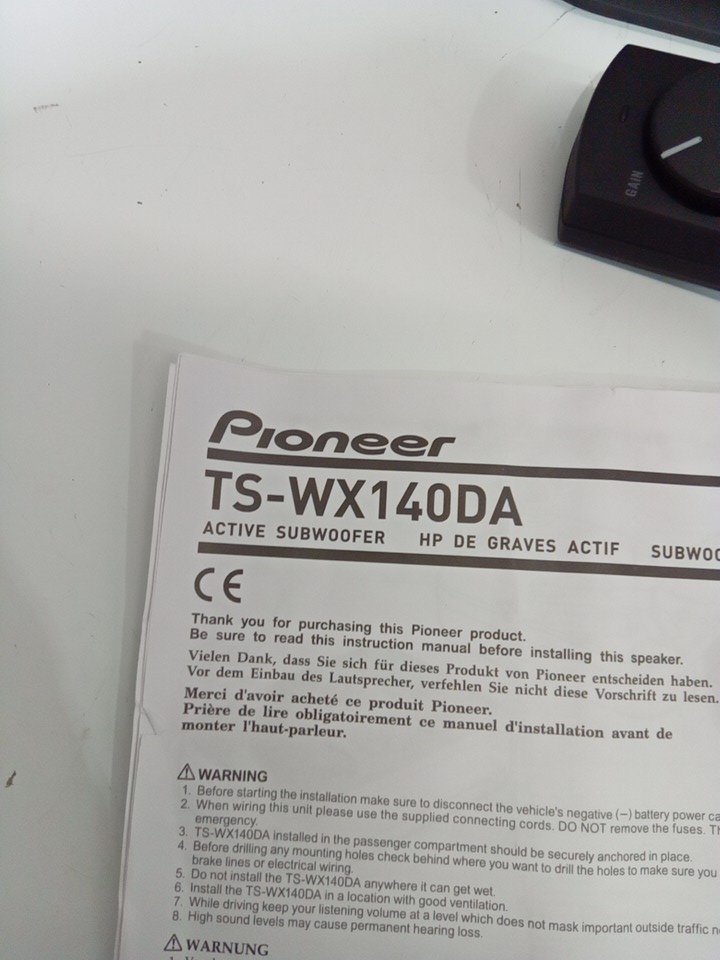 GAIN
Pioneer
TS-WX140DA
ACTIVE SUBWOOFER HP DE GRAVES ACTIF
CE
Thank you for purchasing this Pioneer product.
Be sure to read this instruction manual before installing this speaker.
Vielen Dank, dass Sie sich für dieses Produkt von Pioneer entscheiden haben.
Vor dem Einbau des Lautsprecher, verfehlen Sie nicht diese Vorschrift zu lesen.
Merci d'avoir acheté ce produit Pioneer.
Prière de lire obligatoirement ce manuel d'installation avant de
monter l'haut-parleur.
WARNING
1. Before starting the installation make sure to disconnect the vehicle's negative (−) battery power
2. When wiring this unit please use the supplied connecting cords. DO NOT remove the fuses.
emergency.
3. TS-WX140DA installed in the passenger compartment should be securely anchored in place.
4. Before drilling any mounting holes check behind where you want to drill the holes to make sure you
brake lines or electrical wiring.
5. Do not install the TS-WX140DA anywhere it can get wet.
6. Install the TS-WX140DA in a location with good ventilation.
7. While driving keep your listening volume at a level which does not mask important outside traffic
8. High sound levels may cause permanent hearing loss.
WARNUNG